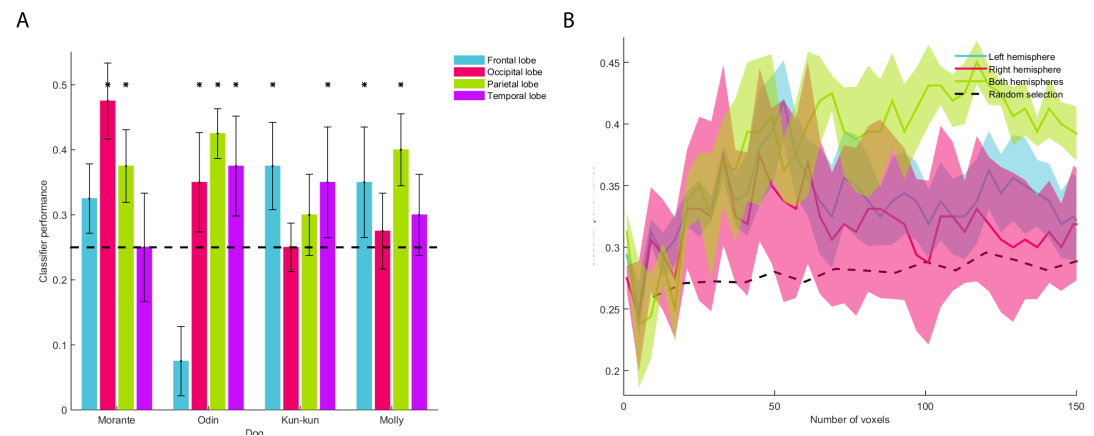 A
Classifier performance
0.5
0.4
0.3
0.2
0.1
0
Morante
Odin
Kun-kun
Molly
Dog
Frontal lobe
Occipital lobe
Parietal lobe
Temporal lobe
B
0.45
0.4
0.35
0.3
0.25
0.2
0
50
100
150
Number of voxels
Left hemisphere
Right hemisphere
Both hemispheres
Random selection